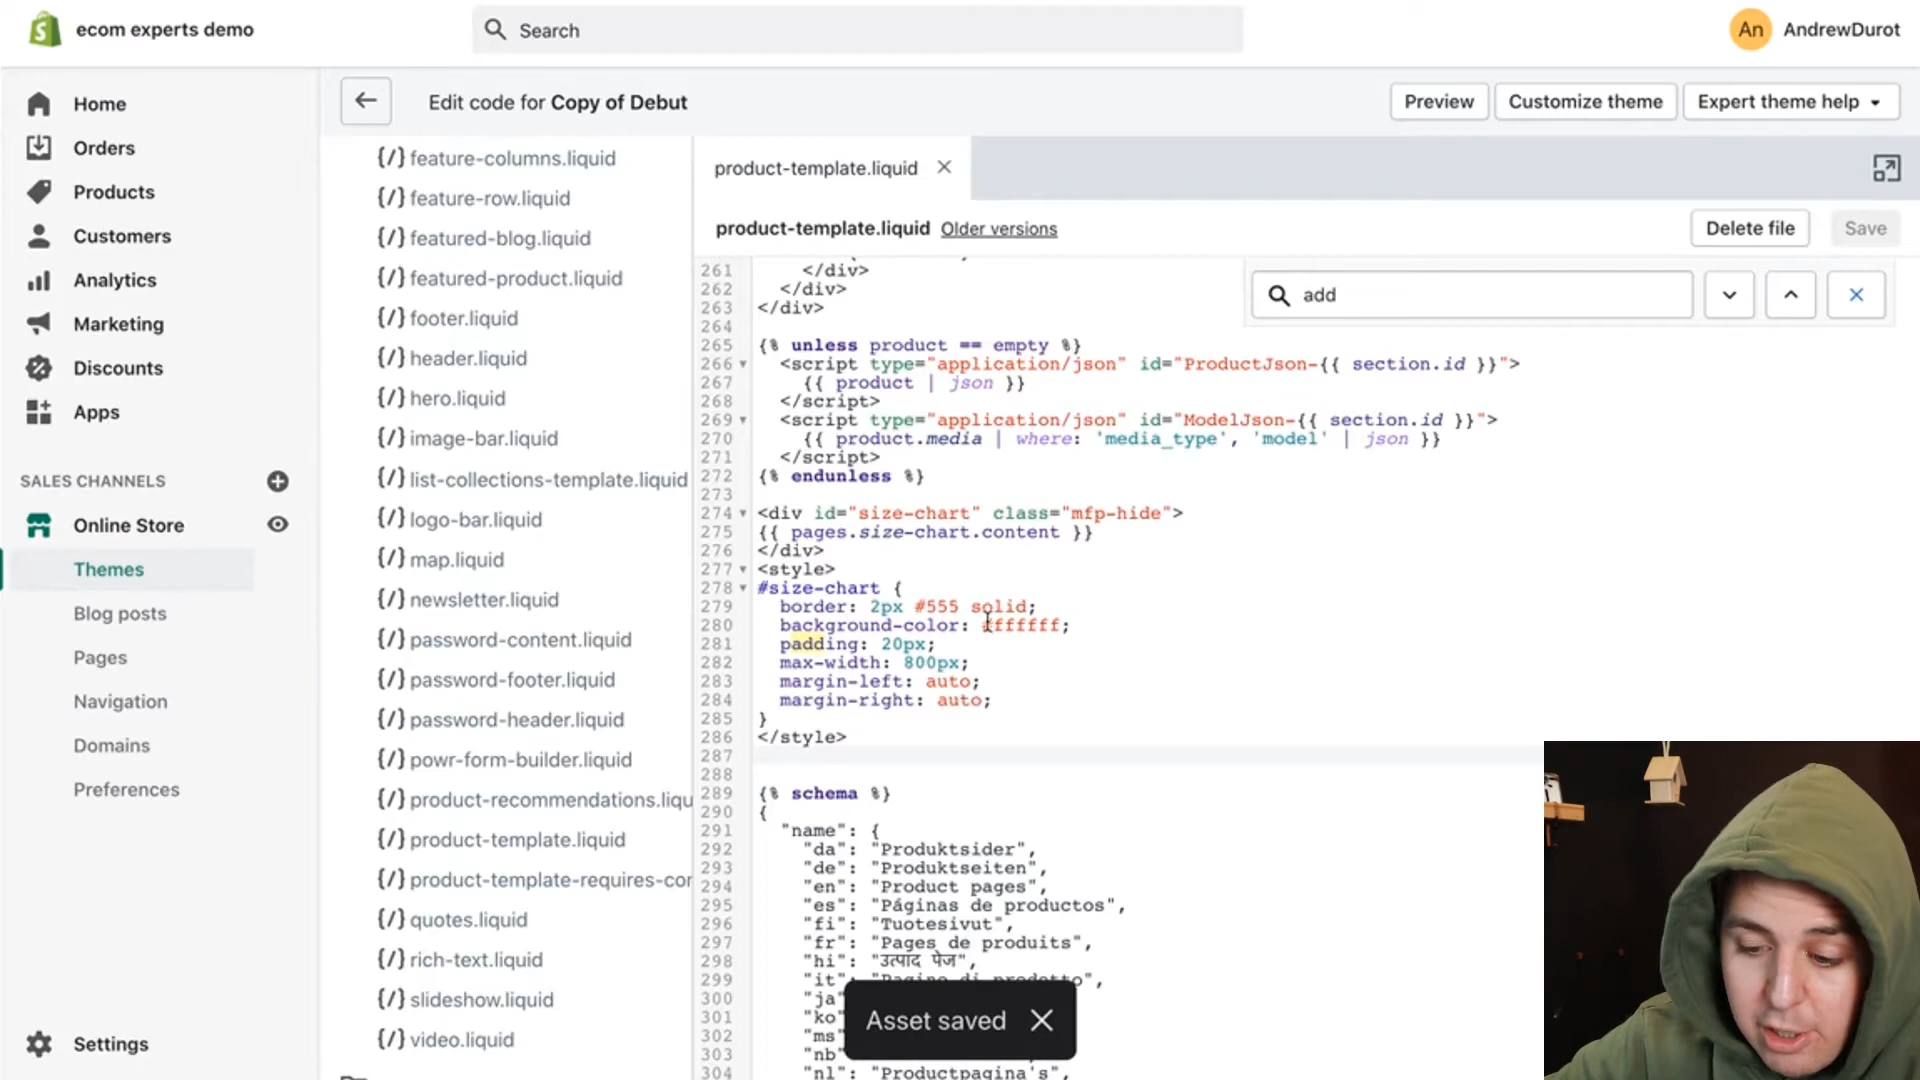 ecom experts demo
Search
An
AndrewDurot
Home
Orders
Products
Customers
Analytics
Marketing
Discounts
Apps
SALES CHANNELS
Online Store
Themes
Blog posts
Pages
Navigation
Domains
Preferences
Settings
Edit code for Copy of Debut
Preview
Customize theme
Expert theme help
{/} feature-columns.liquid
{/} feature-row.liquid
{/} featured-blog.liquid
{/} featured-product.liquid
{/} footer.liquid
{/} header.liquid
{/} hero.liquid
{/} image-bar.liquid
{/} list-collections-template.liquid
{/} logo-bar.liquid
{/} map.liquid
{/} newsletter.liquid
{/} password-content.liquid
{/} password-footer.liquid
{/} password-header.liquid
{/} powr-form-builder.liquid
{/} product-recommendations.liqu
{/} product-template.liquid
{/} product-template-requires-cor
{/} quotes.liquid
{/} rich-text.liquid
{/} slideshow.liquid
{/} video.liquid
product-template.liquid
product-template.liquid Older versions
Delete file
Save
add
261 </div>
262 </div>
263 </div>
264
265 {% unless product == empty %}
266 <script type="application/json" id="ProductJson-{{ section.id }}">
267 {{ product | json }}
268 </script>
269 <script type="application/json" id="ModelJson-{{ section.id }}">
270 {{ product.media | where: 'media_type', 'model' | json }}
271 </script>
272 {% endunless %}
273
274 <div id="size-chart" class="mfp-hide">
275 {{ pages.size-chart.content }}
276 </div>
277 <style>
278 #size-chart {
279 border: 2px #555 solid;
280 background-color: #ffffff;
281 padding: 20px;
282 max-width: 800px;
283 margin-left: auto;
284 margin-right: auto;
285 }
286 </style>
287
288
289 {% schema %}
290 {
291 "name": {
292 "da": "Produktsider",
293 "de": "Produktseiten",
294 "en": "Product pages",
295 "es": "Páginas de productos",
296 "fi": "Tuotesivut",
297 "fr": "Pages de produits",
298 "hi": "उत्पाद पेज",
299 "it": "Pagine di prodotto",
300 "ja"
301 "ko"
302 "ms"
303 "nb"
304 "nl": "Productpagina's",
Asset saved